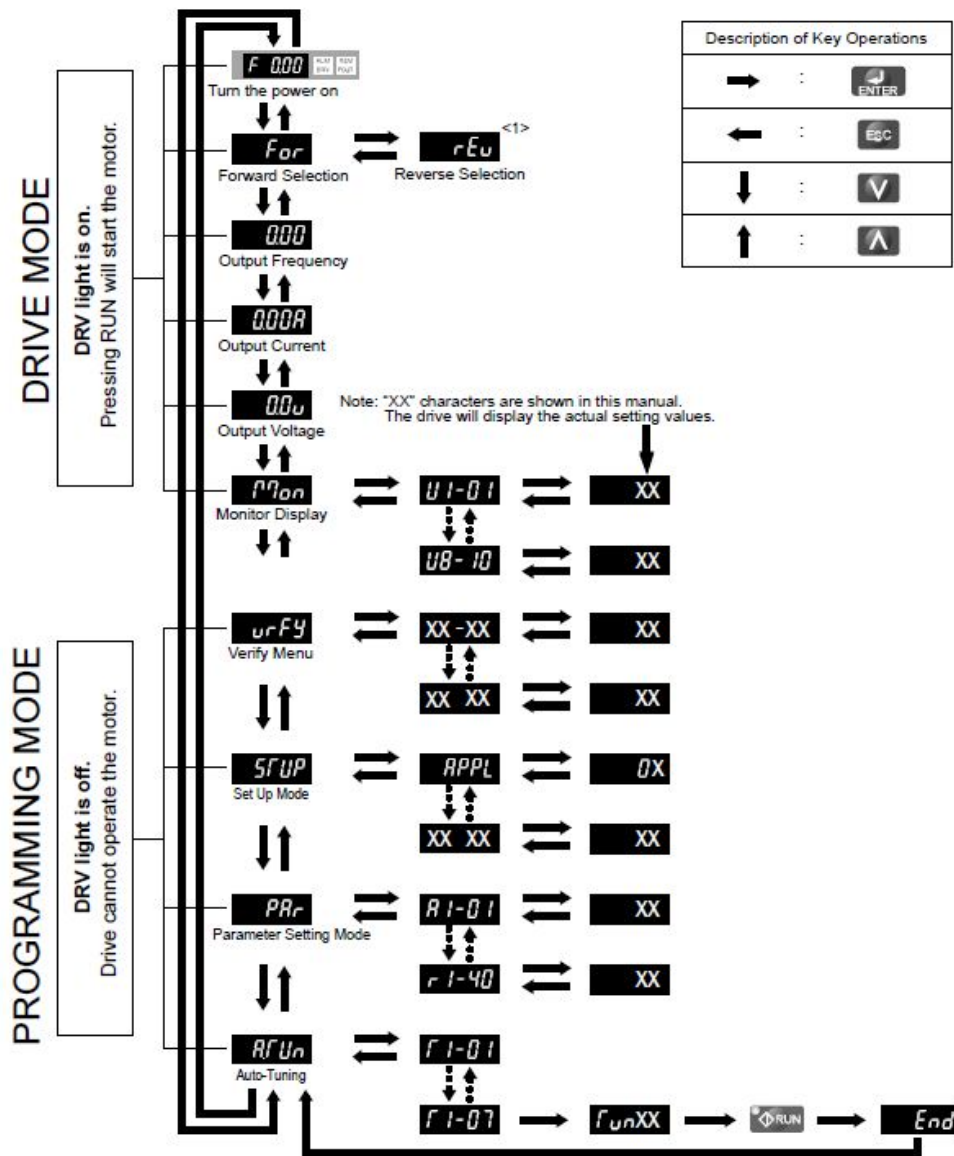 F 0.00
RUN REM
DRV FOUT
Turn the power on
For
Forward Selection
rEv
<1>
Reverse Selection
0.00
Output Frequency
0.00A
Output Current
0.0v
Output Voltage
Mon
Monitor Display
DRIVE MODE
DRV light is on.
Pressing RUN will start the motor.
Description of Key Operations
:
ENTER
:
ESC
:
V
:
Λ
Note: "XX" characters are shown in this manual.
The drive will display the actual setting values.
U1-01
XX
U8-10
XX
PROGRAMMING MODE
DRV light is off.
Drive cannot operate the motor.
vrFY
Verify Menu
XX-XX
XX
XX XX
XX
STUP
Set Up Mode
APPL
0X
XX XX
XX
PAr
Parameter Setting Mode
A1-01
XX
r1-40
XX
A.TUn
Auto-Tuning
T1-01
T1-07
TunXX
RUN
End